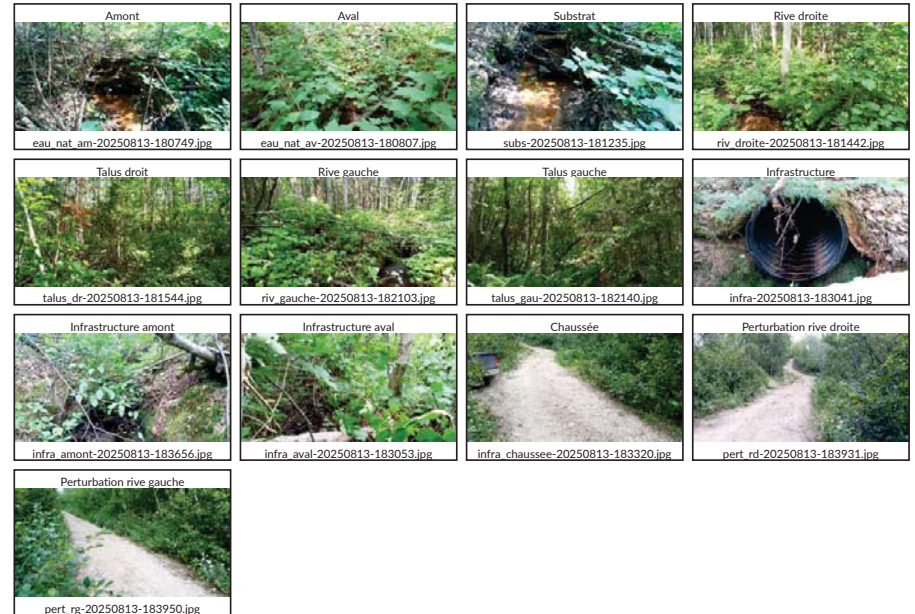 Amont
eau_nat_am-20250813-180749.jpg
Aval
eau_nat_av-20250813-180807.jpg
Substrat
subs-20250813-181235.jpg
Rive droite
riv_droite-20250813-181442.jpg
Talus droit
talus_dr-20250813-181544.jpg
Rive gauche
riv_gauche-20250813-182103.jpg
Talus gauche
talus_gau-20250813-182140.jpg
Infrastructure
infra-20250813-183041.jpg
Infrastructure amont
infra_amont-20250813-183656.jpg
Infrastructure aval
infra_aval-20250813-183053.jpg
Chaussée
infra_chaussee-20250813-183320.jpg
Perturbation rive droite
pert_rd-20250813-183931.jpg
Perturbation rive gauche
pert_rg-20250813-183950.jpg